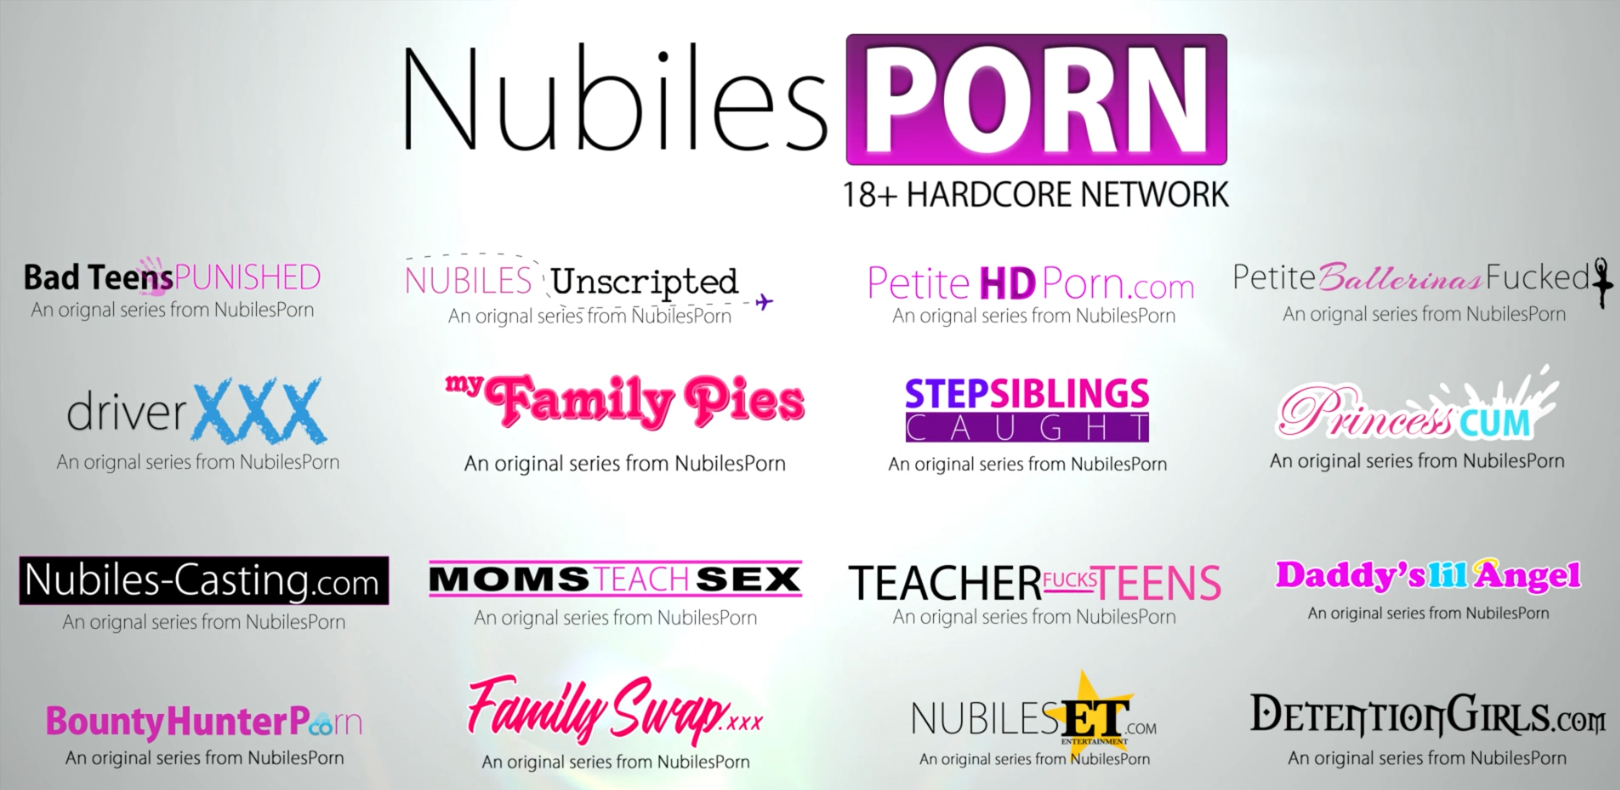 Nubiles PORN
18+ HARDCORE NETWORK
Bad Teens PUNISHED
An orignal series from NubilesPorn
NUBILES Unscripted
An orignal series from NubilesPorn
Petite HD Porn.com
An orignal series from NubilesPorn
PetiteBallerinasFucked
An orignal series from NubilesPorn
driverXXX
An orignal series from NubilesPorn
my Family Pies
An original series from NubilesPorn
STEPSIBLINGS
CAUGHT
An original series from NubilesPorn
Princess CUM
An original series from NubilesPorn
Nubiles-Casting.com
An orignal series from NubilesPorn
MOMS TEACH SEX
An orignal series from NubilesPorn
TEACHER FUCKS TEENS
An orignal series from NubilesPorn
Daddy's lil Angel
An original series from NubilesPorn
BountyHunterPorn
An original series from NubilesPorn
Family Swap.xxx
An original series from NubilesPorn
NUBILES ET.COM
ENTERTAINMENT
An original series from NubilesPorn
DETENTIONGIRLS.COM
An original series from NubilesPorn